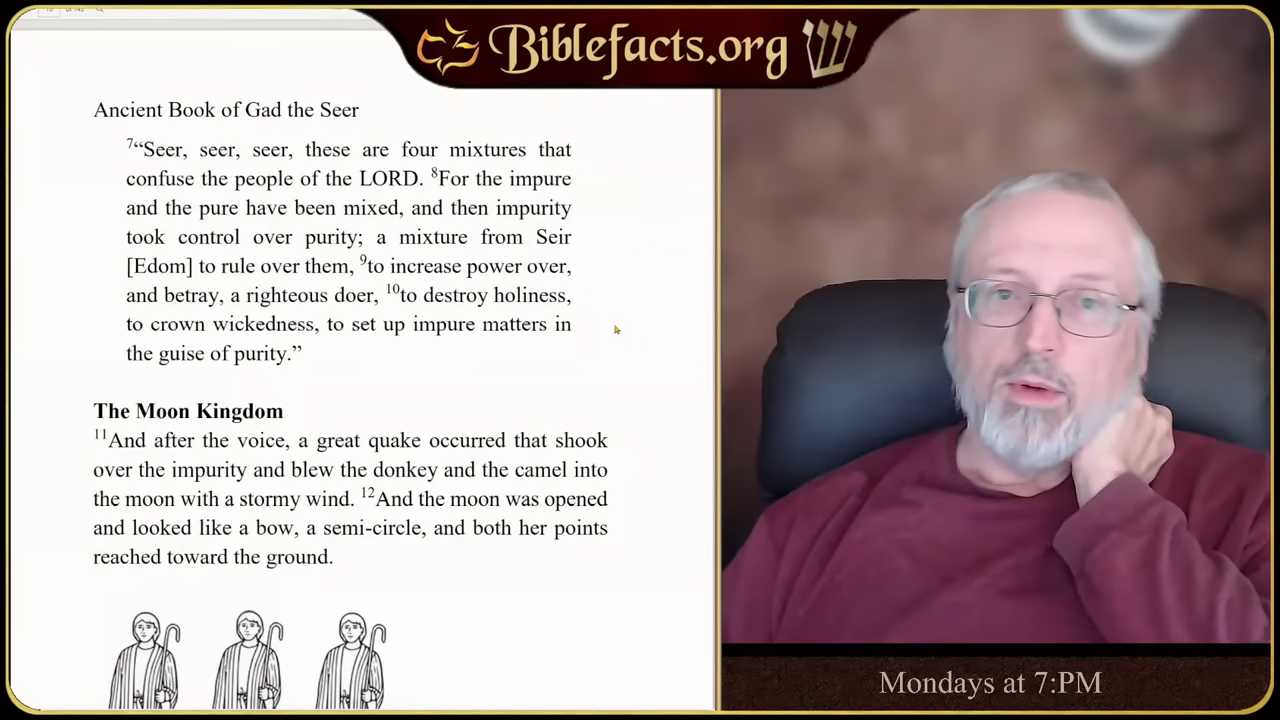 Biblefacts.org
Ancient Book of Gad the Seer
7“Seer, seer, seer, these are four mixtures that
confuse the people of the LORD. 8For the impure
and the pure have been mixed, and then impurity
took control over purity; a mixture from Seir
[Edom] to rule over them, 9to increase power over,
and betray, a righteous doer, 10to destroy holiness,
to crown wickedness, to set up impure matters in
the guise of purity.”
The Moon Kingdom
11And after the voice, a great quake occurred that shook
over the impurity and blew the donkey and the camel into
the moon with a stormy wind. 12And the moon was opened
and looked like a bow, a semi-circle, and both her points
reached toward the ground.
Mondays at 7:PM